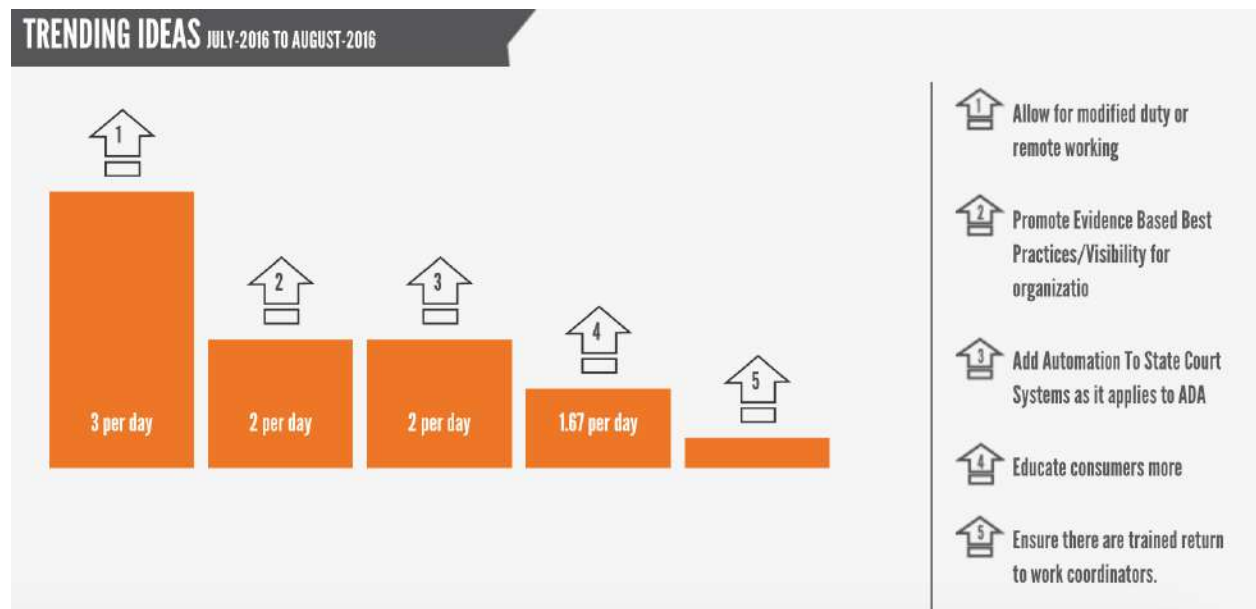 TRENDING IDEAS JULY-2016 TO AUGUST-2016
1
2
3
4
5
3 per day
2 per day
2 per day
1.67 per day
1
Allow for modified duty or
remote working
2
Promote Evidence Based Best
Practices/Visibility for
organizatio
3
Add Automation To State Court
Systems as it applies to ADA
4
Educate consumers more
5
Ensure there are trained return
to work coordinators.